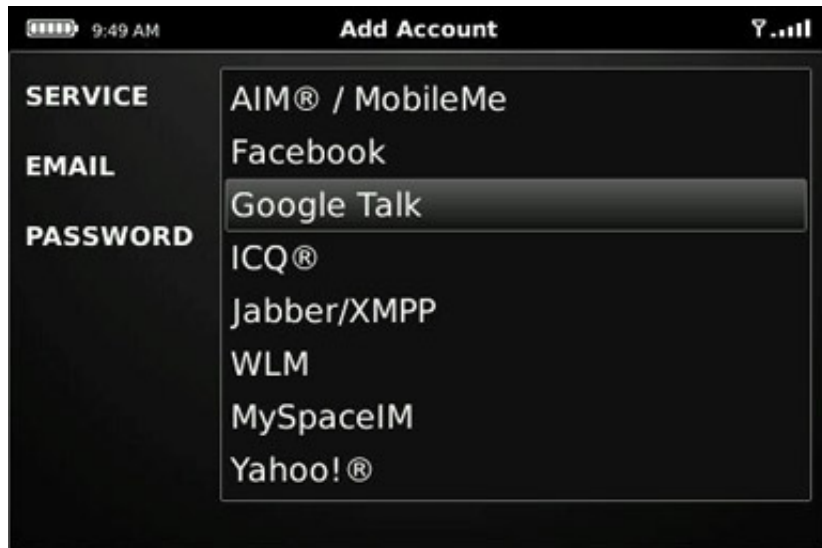 9:49 AM Add Account
SERVICE
EMAIL
PASSWORD
AIM® / MobileMe
Facebook
Google Talk
ICQ®
Jabber/XMPP
WLM
MySpaceIM
Yahoo!®